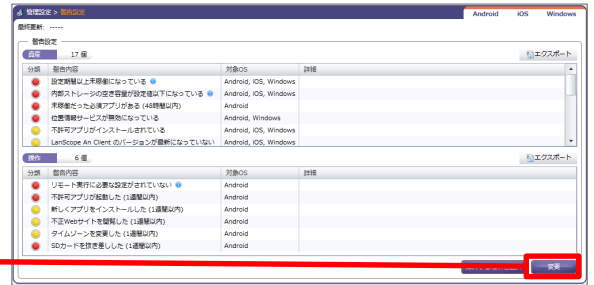 管理設定 > 警告設定
Android iOS Windows
最終更新: -----
警告設定
資産 17 個 エクスポート
分類 警告内容 対象OS 詳細
設定期間以上未稼働になっている Android, iOS, Windows
内部ストレージの空き容量が設定値以下になっている Android, iOS, Windows
未稼働だった必須アプリがある (48時間以内) Android
位置情報サービスが無効になっている Android, Windows
不許可アプリがインストールされている Android, iOS, Windows
LanScope An Client のバージョンが最新になっていない Android, iOS, Windows
操作 6 個 エクスポート
分類 警告内容 対象OS 詳細
リモート実行に必要な設定がされていない Android
不許可アプリが起動した (1週間以内) Android
新しくアプリをインストールした (1週間以内) Android
不正Webサイトを閲覧した (1週間以内) Android
タイムゾーンを変更した (1週間以内) Android
SDカードを抜き差しした (1週間以内) Android
変更